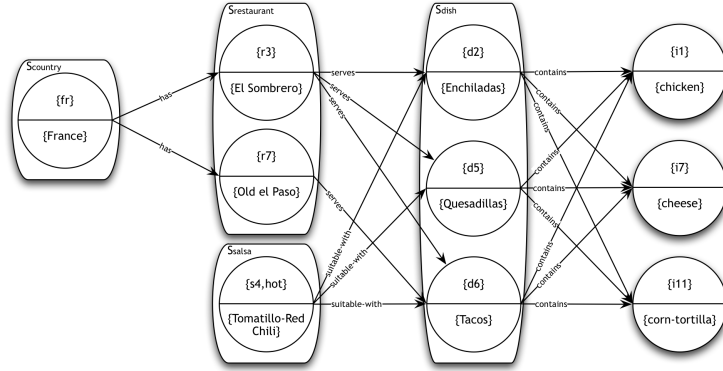 Scountry
{fr}
{France}
has
has
Srestaurant
{r3}
{El Sombrero}
{r7}
{Old el Paso}
Ssalsa
{s4,hot}
{Tomatillo-Red
Chili}
serves
serves
serves
serves
suitable-with
suitable-with
suitable-with
Sdish
{d2}
{Enchiladas}
{d5}
{Quesadillas}
{d6}
{Tacos}
contains
contains
contains
contains
contains
contains
contains
contains
contains
{i1}
{chicken}
{i7}
{cheese}
{i11}
{corn-tortilla}